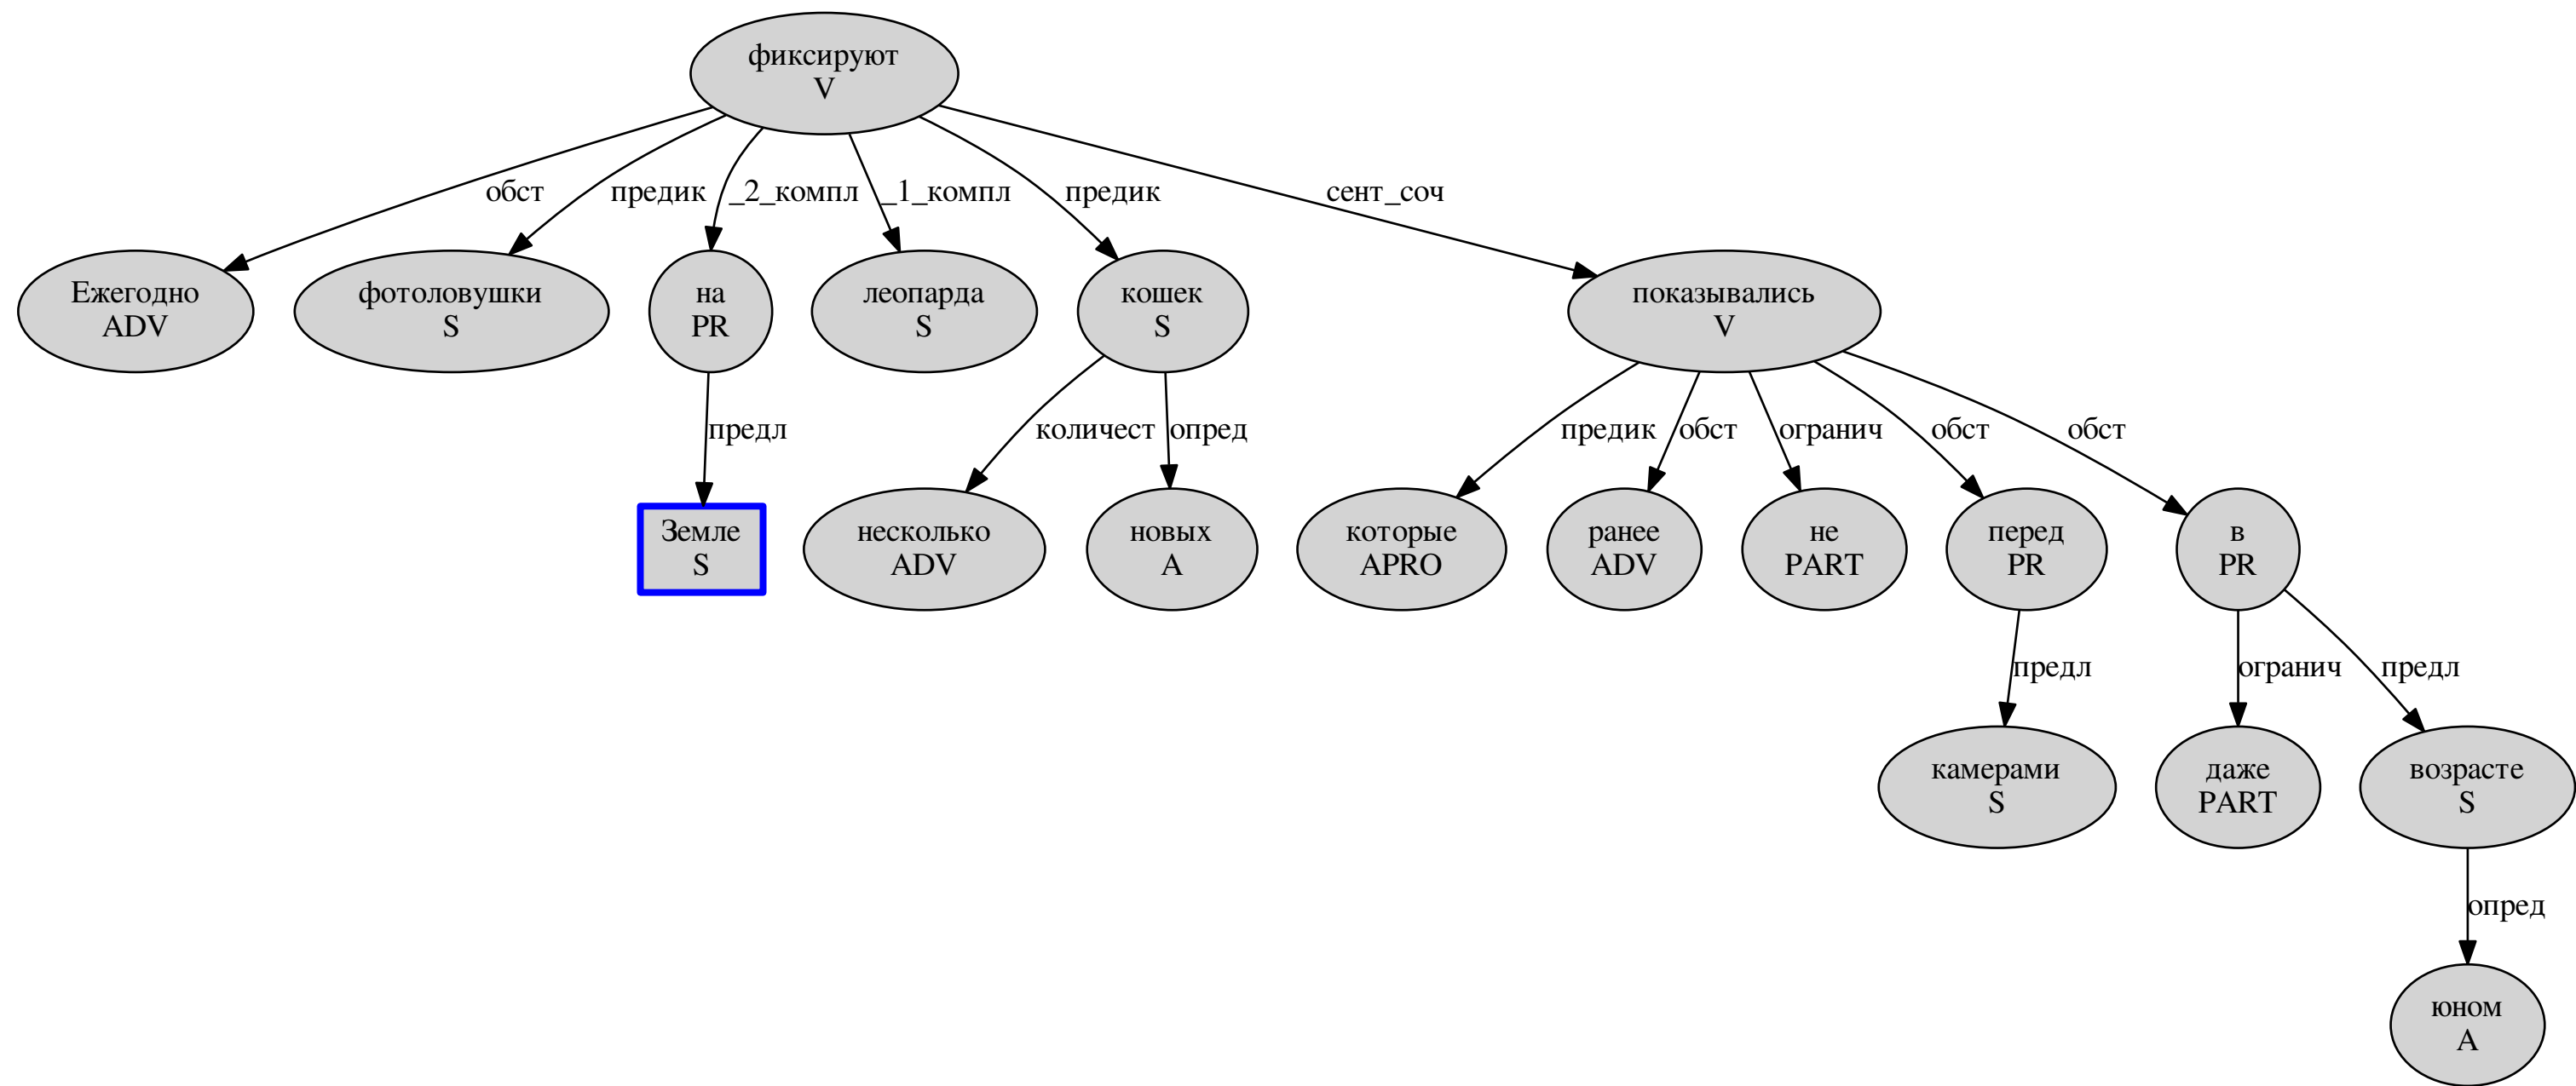 фиксируют
V
обст
предик
_2_компл
_1_компл
предик
сент_соч
Ежегодно
ADV
фотоловушки
S
на
PR
леопарда
S
кошек
S
показывались
V
предл
количест
опред
предик
обст
огранич
обст
обст
Земле
S
несколько
ADV
новых
A
которые
APRO
ранее
ADV
не
PART
перед
PR
в
PR
предл
огранич
предл
камерами
S
даже
PART
возрасте
S
опред
юном
A